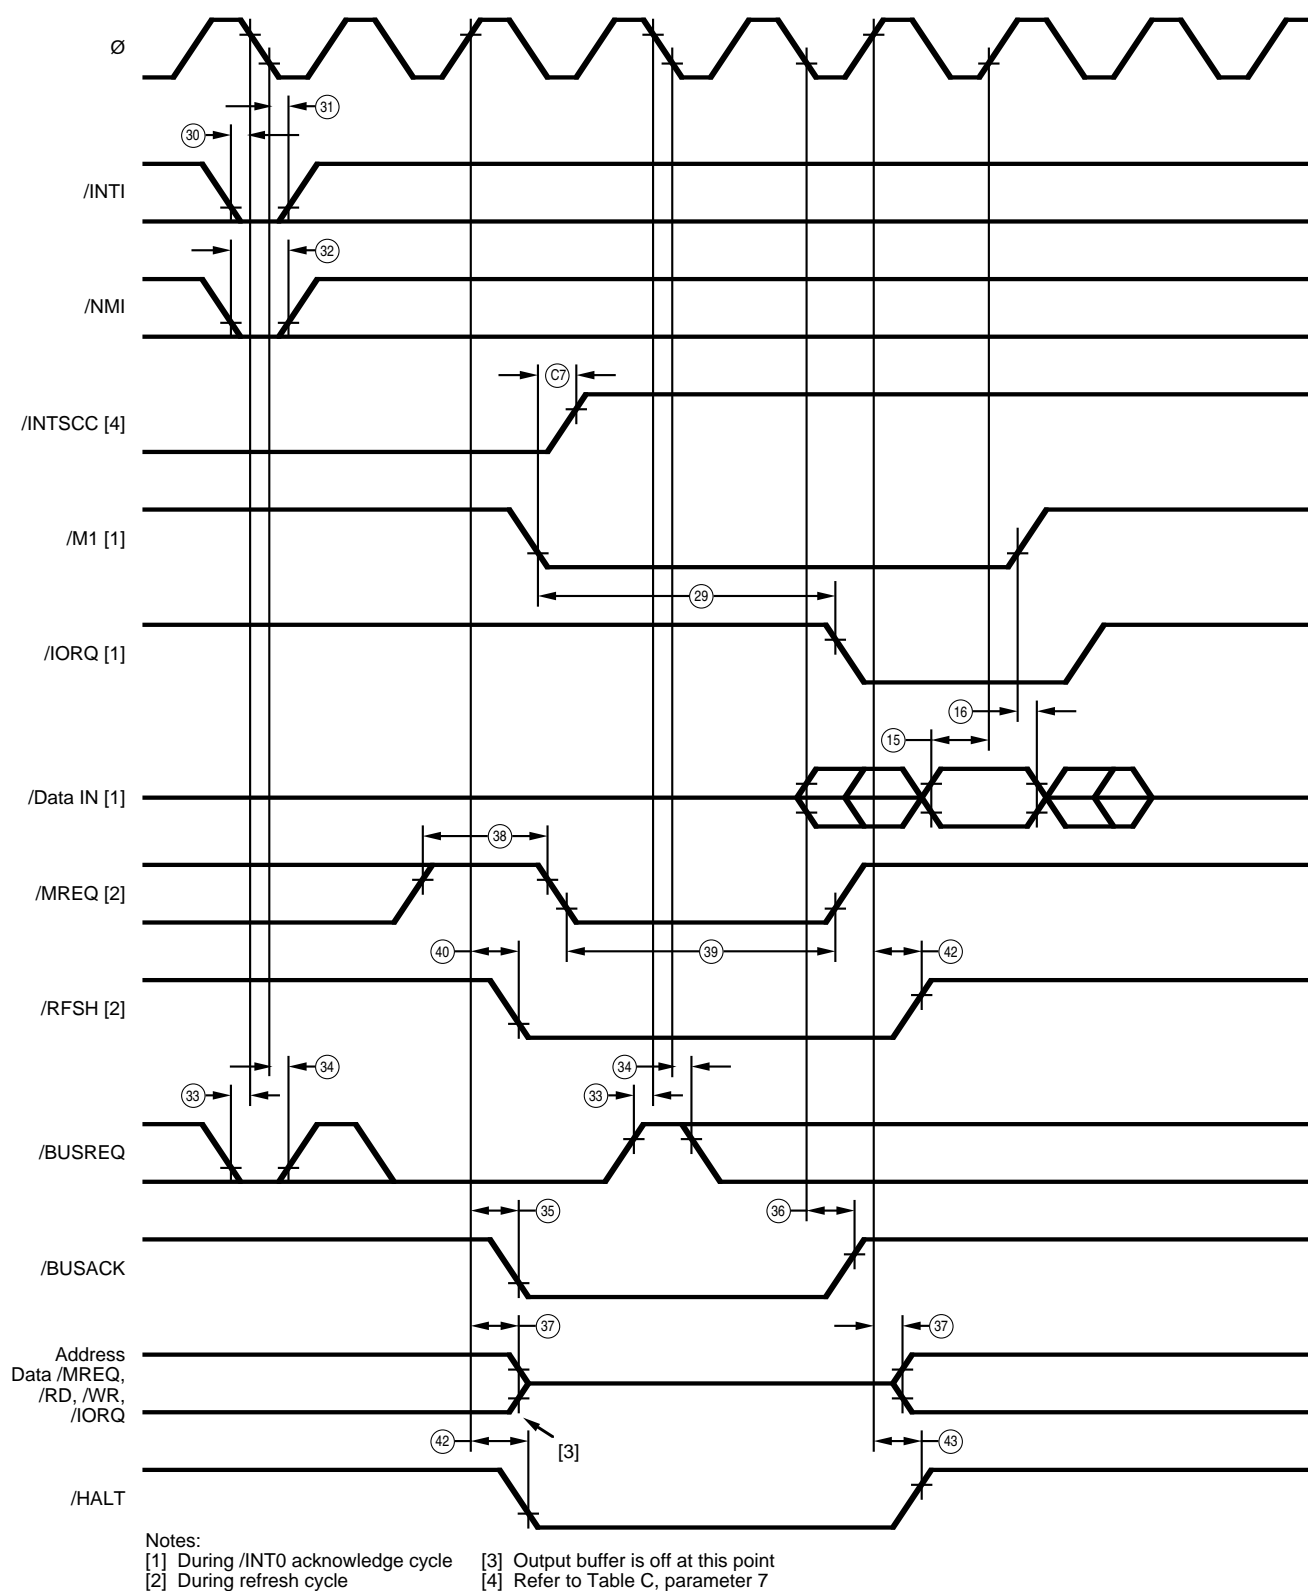 Ø
31
30
/INTI
32
/NMI
C7
/INTSCC [4]
/M1 [1]
29
/IORQ [1]
16
15
/Data IN [1]
38
/MREQ [2]
40
39
42
/RFSH [2]
34
34
33
33
/BUSREQ
35
36
/BUSACK
37
37
Address
Data /MREQ,
/RD, /WR,
/IORQ
42
[3]
43
/HALT
Notes:
[1] During /INT0 acknowledge cycle
[3] Output buffer is off at this point
[2] During refresh cycle
[4] Refer to Table C, parameter 7